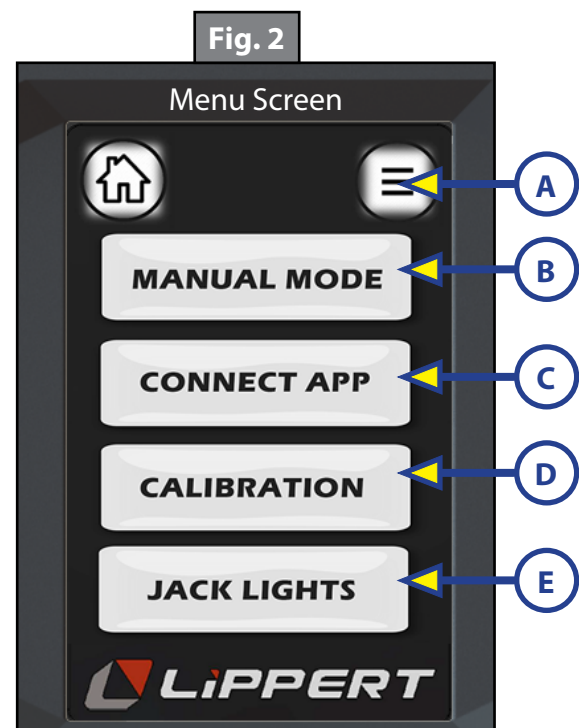 Fig. 2
Menu Screen
A
MANUAL MODE
B
CONNECT APP
C
CALIBRATION
D
JACK LIGHTS
E
LiPPERT